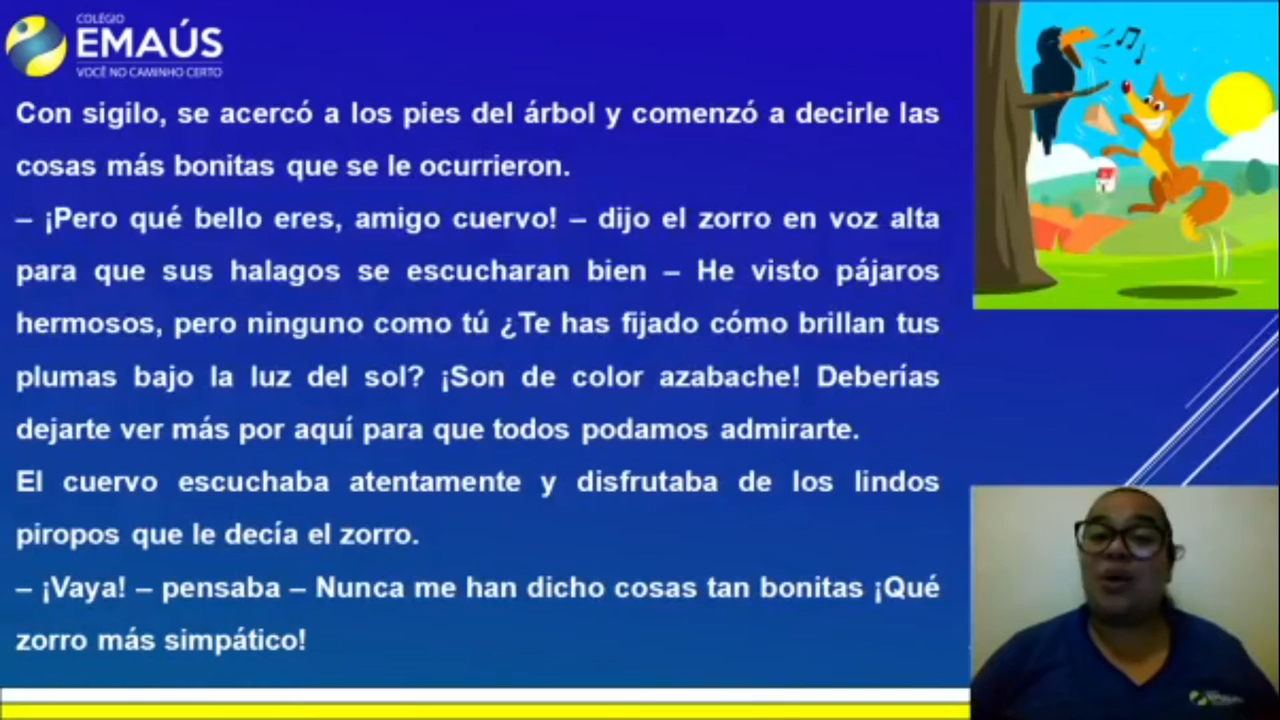 COLÉGIO
EMAÚS
VOCÊ NO CAMINHO CERTO
Con sigilo, se acercó a los pies del árbol y comenzó a decirle las
cosas más bonitas que se le ocurrieron.
– ¡Pero qué bello eres, amigo cuervo! – dijo el zorro en voz alta
para que sus halagos se escucharan bien – He visto pájaros
hermosos, pero ninguno como tú ¿Te has fijado cómo brillan tus
plumas bajo la luz del sol? ¡Son de color azabache! Deberías
dejarte ver más por aquí para que todos podamos admirarte.
El cuervo escuchaba atentamente y disfrutaba de los lindos
piropos que le decía el zorro.
– ¡Vaya! – pensaba – Nunca me han dicho cosas tan bonitas ¡Qué
zorro más simpático!
EMAÚS